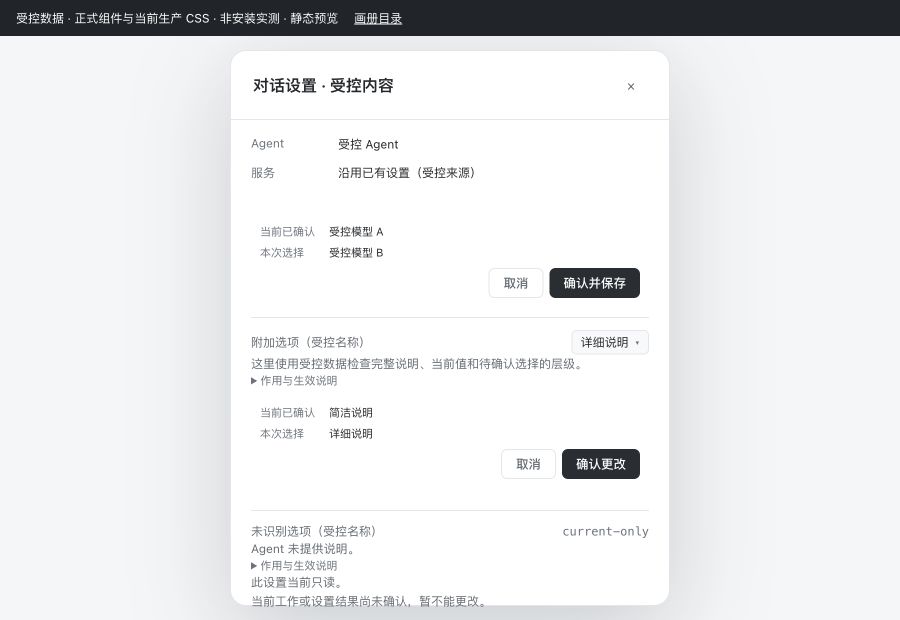 受控数据 · 正式组件与当前生产 CSS · 非安装实测 · 静态预览 画册目录
对话设置 · 受控内容 ×
Agent 受控 Agent
服务 沿用已有设置（受控来源）
当前已确认 受控模型 A
本次选择 受控模型 B
取消 确认并保存
附加选项（受控名称） 详细说明 ▾
这里使用受控数据检查完整说明、当前值和待确认选择的层级。
▶ 作用与生效说明
当前已确认 简洁说明
本次选择 详细说明
取消 确认更改
未识别选项（受控名称） current-only
Agent 未提供说明。
▶ 作用与生效说明
此设置当前只读。
当前工作或设置结果尚未确认，暂不能更改。